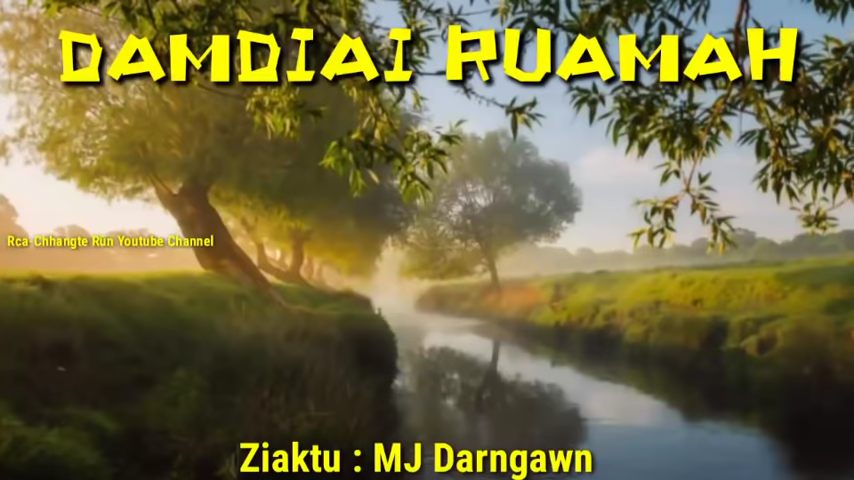 DAMDIAI RUAMAH
Rca-Chhangte Run Youtube Channel
Ziaktu : MJ Darngawn